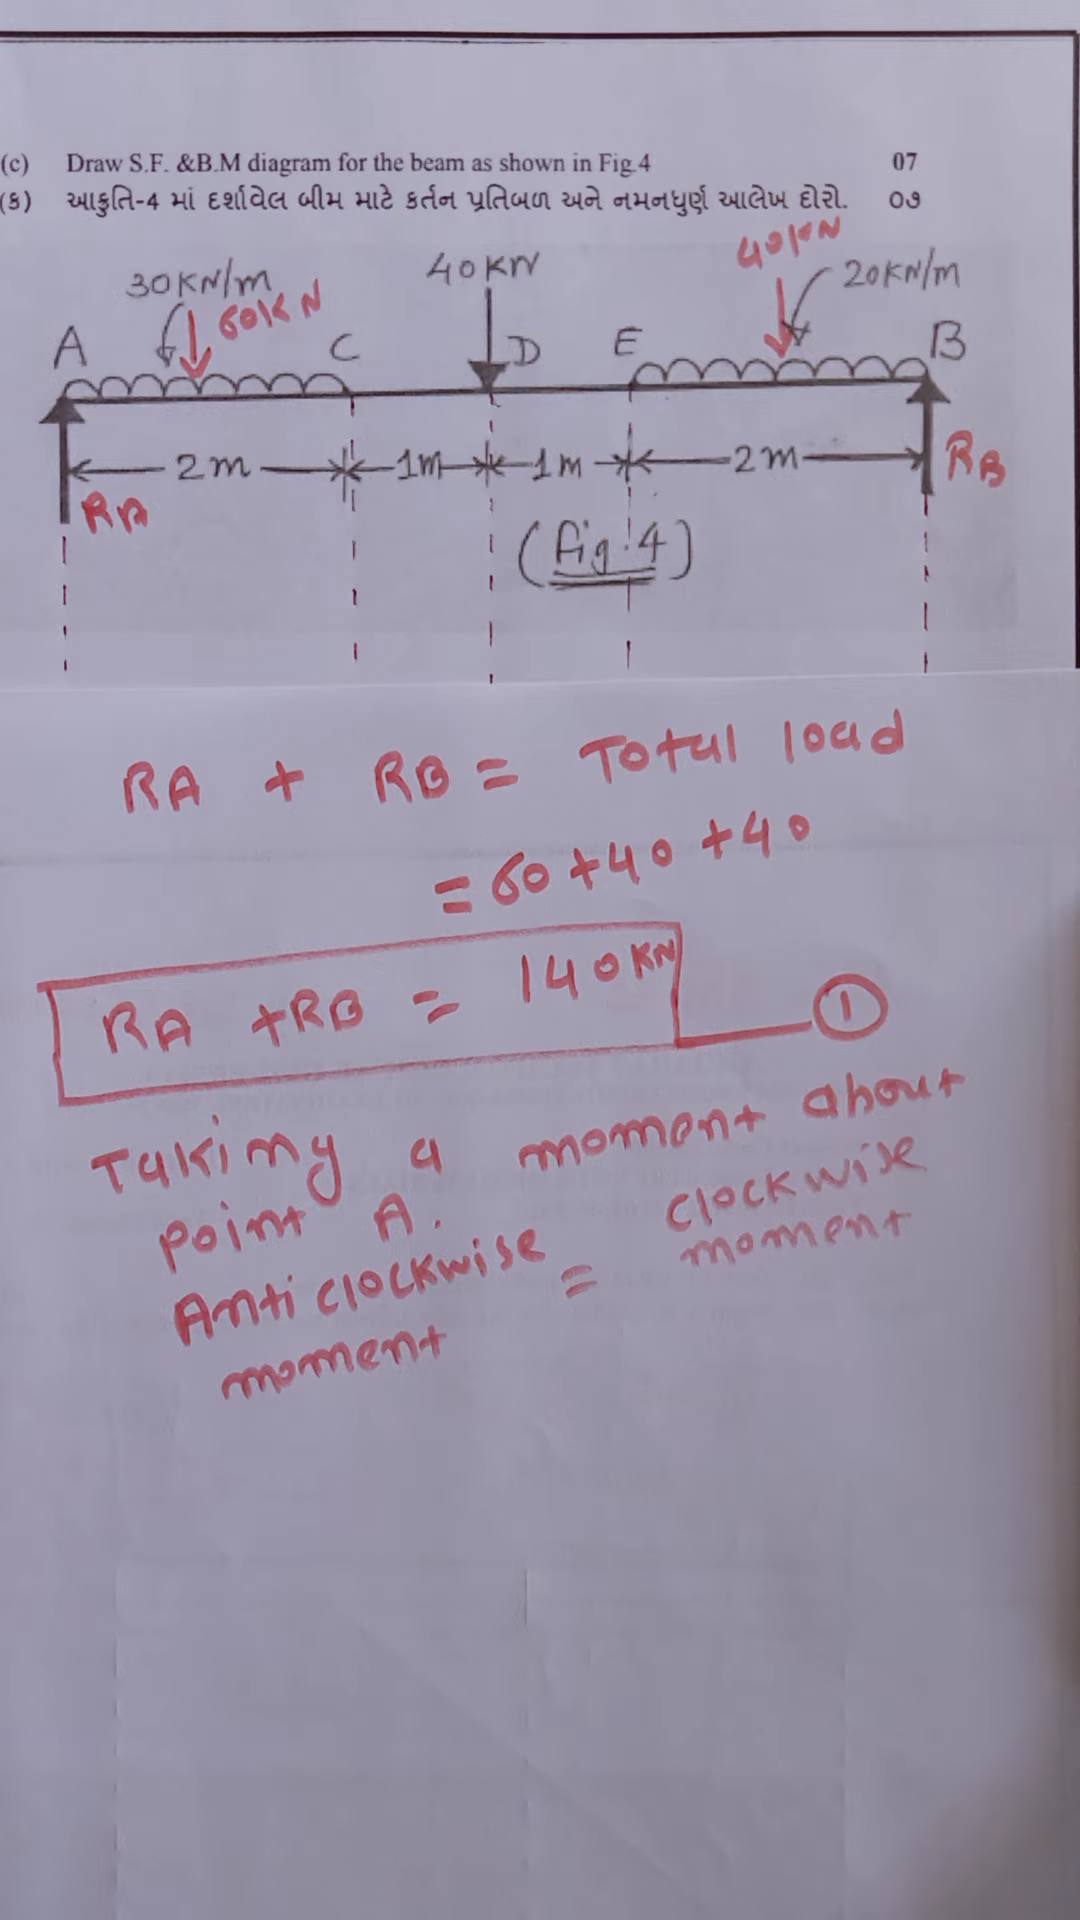 (c) Draw S.F. &B.M diagram for the beam as shown in Fig.4 07
(ક) આકૃતિ-4 માં દર્શાવેલ બીમ માટે કર્તન પ્રતિબળ અને નમનધુર્ણ આલેખ દોરો. ૦૭
30KN/m 60KN 40KN 40KN 20KN/m
A C D E B
2m 1m 1m 2m
RA RB
(Fig.4)
RA + RB = Total load
= 60+40+40
RA +RB = 140KN 1
Taking a moment about
point A.
Anti clockwise = clockwise
moment moment